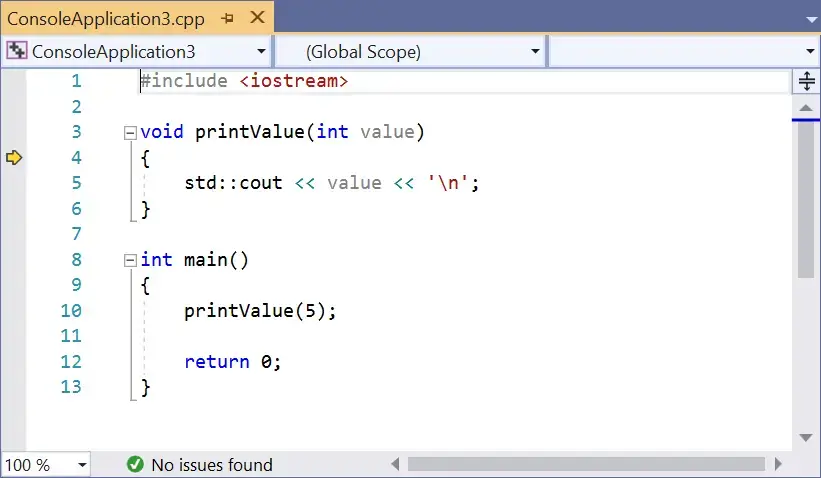 ConsoleApplication3.cpp
ConsoleApplication3 (Global Scope)
1 #include <iostream>
2
3 void printValue(int value)
4 {
5     std::cout << value << '\n';
6 }
7
8 int main()
9 {
10     printValue(5);
11
12     return 0;
13 }
100 % No issues found